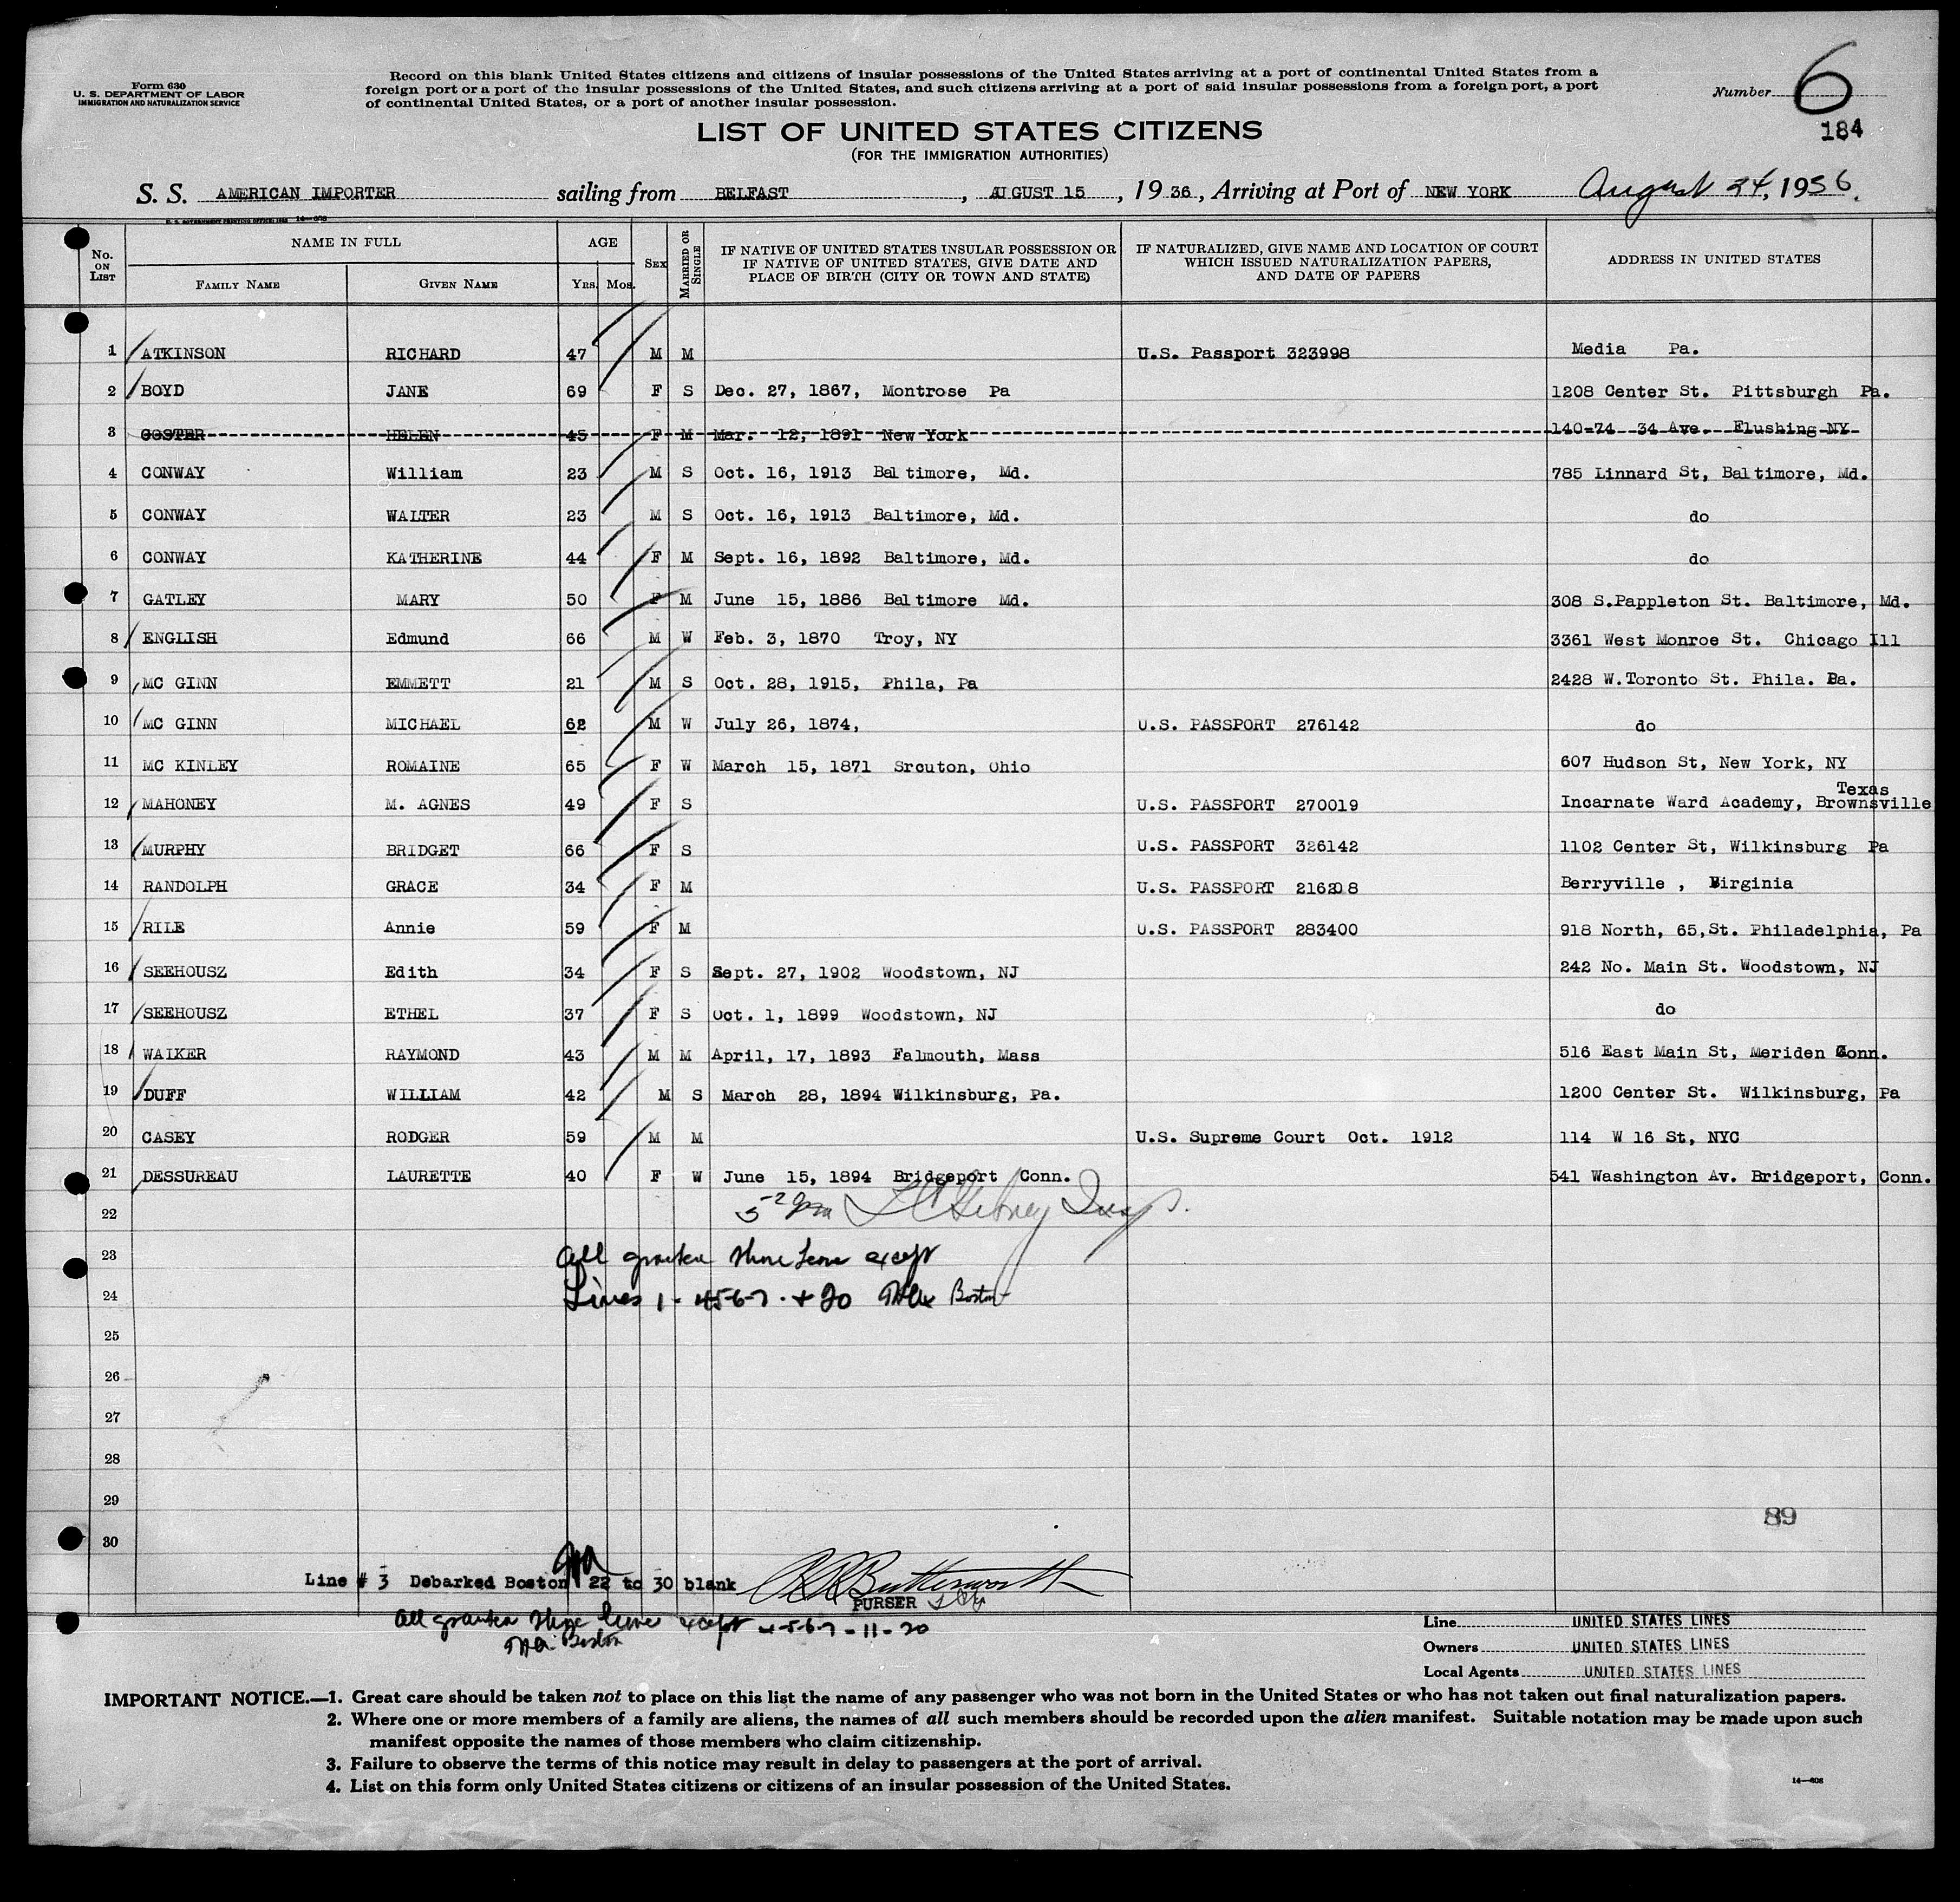 Form 630
U. S. DEPARTMENT OF LABOR
IMMIGRATION AND NATURALIZATION SERVICE
Record on this blank United States citizens and citizens of insular possessions of the United States arriving at a port of continental United States from a
foreign port or a port of the insular possessions of the United States, and such citizens arriving at a port of said insular possessions from a foreign port, a port
of continental United States, or a port of another insular possession.
Number 6
184
LIST OF UNITED STATES CITIZENS
(FOR THE IMMIGRATION AUTHORITIES)
S. S. AMERICAN IMPORTER sailing from BELFAST, AUGUST 15, 1936, Arriving at Port of NEW YORK August 24, 1936.
No. ON LIST NAME IN FULL AGE SEX MARRIED OR SINGLE IF NATIVE OF UNITED STATES INSULAR POSSESSION OR IF NATIVE OF UNITED STATES, GIVE DATE AND PLACE OF BIRTH (CITY OR TOWN AND STATE) IF NATURALIZED, GIVE NAME AND LOCATION OF COURT WHICH ISSUED NATURALIZATION PAPERS, AND DATE OF PAPERS ADDRESS IN UNITED STATES
FAMILY NAME GIVEN NAME YRS. MOS.
1 ATKINSON RICHARD 47 M M U.S. Passport 323998 Media Pa.
2 BOYD JANE 69 F S Dec. 27, 1867, Montrose Pa 1208 Center St. Pittsburgh Pa.
3 COSTER HELEN 45 F M Mar. 12, 1891 New York 140-74 34 Ave. Flushing NY
4 CONWAY William 23 M S Oct. 16, 1913 Baltimore, Md. 785 Linnard St, Baltimore, Md.
5 CONWAY WALTER 23 M S Oct. 16, 1913 Baltimore, Md. do
6 CONWAY KATHERINE 44 F M Sept. 16, 1892 Baltimore, Md. do
7 GATLEY MARY 50 F M June 15, 1886 Baltimore Md. 308 S.Pappleton St. Baltimore, Md.
8 ENGLISH Edmund 66 M W Feb. 3, 1870 Troy, NY 3361 West Monroe St. Chicago Ill
9 MC GINN EMMETT 21 M S Oct. 28, 1915, Phila, Pa 2428 W.Toronto St. Phila. Pa.
10 MC GINN MICHAEL 62 M W July 26, 1874, U.S. PASSPORT 276142 do
11 MC KINLEY ROMAINE 65 F W March 15, 1871 Srouton, Ohio 607 Hudson St, New York, NY
12 MAHONEY M. AGNES 49 F S U.S. PASSPORT 270019 Incarnate Ward Academy, Brownsville Texas
13 MURPHY BRIDGET 66 F S U.S. PASSPORT 326142 1102 Center St, Wilkinsburg Pa
14 RANDOLPH GRACE 34 F M U.S. PASSPORT 216208 Berryville , Virginia
15 RILE Annie 59 F M U.S. PASSPORT 283400 918 North, 65,St. Philadelphia, Pa
16 SEEHOUSZ Edith 34 F S Sept. 27, 1902 Woodstown, NJ 242 No. Main St. Woodstown, NJ
17 SEEHOUSZ ETHEL 37 F S Oct. 1, 1899 Woodstown, NJ do
18 WALKER RAYMOND 43 M M April, 17, 1893 Falmouth, Mass 516 East Main St, Meriden Conn.
19 DUFF WILLIAM 42 M S March 28, 1894 Wilkinsburg, Pa. 1200 Center St. Wilkinsburg, Pa
20 CASEY RODGER 59 M M U.S. Supreme Court Oct. 1912 114 W 16 St, NYC
21 DESSUREAU LAURETTE 40 F W June 15, 1894 Bridgeport Conn. 541 Washington Av. Bridgeport, Conn.
22
23 All granted Shore Leave except
24 Lines 1-4-5-6-7 + 20 Boston
25
26
27
28
29
30
89
Line # 3 Debarked Boston 22 to 30 blank
PURSER
All granted Shore leave except 4-5-6-7-11-20
Boston
Line UNITED STATES LINES
Owners UNITED STATES LINES
Local Agents UNITED STATES LINES
IMPORTANT NOTICE.—1. Great care should be taken not to place on this list the name of any passenger who was not born in the United States or who has not taken out final naturalization papers.
2. Where one or more members of a family are aliens, the names of all such members should be recorded upon the alien manifest. Suitable notation may be made upon such
manifest opposite the names of those members who claim citizenship.
3. Failure to observe the terms of this notice may result in delay to passengers at the port of arrival.
4. List on this form only United States citizens or citizens of an insular possession of the United States.